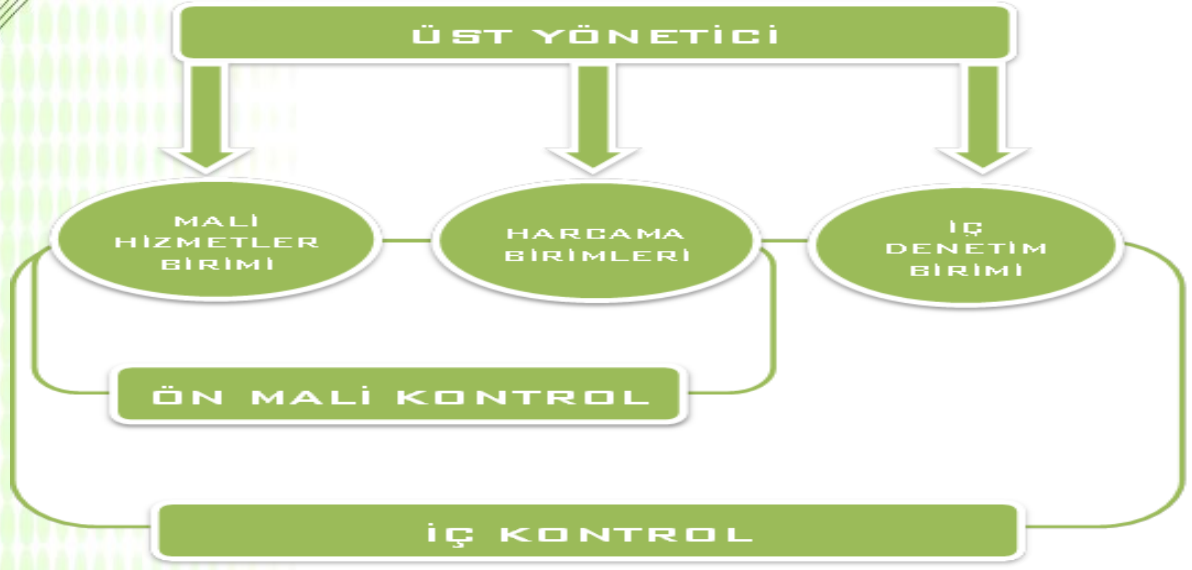 ÜST YÖNETİCİ
MALİ
HİZMETLER
BİRİMİ
HARCAMA
BİRİMLERİ
İÇ
DENETİM
BİRİMİ
ÖN MALİ KONTROL
İÇ KONTROL